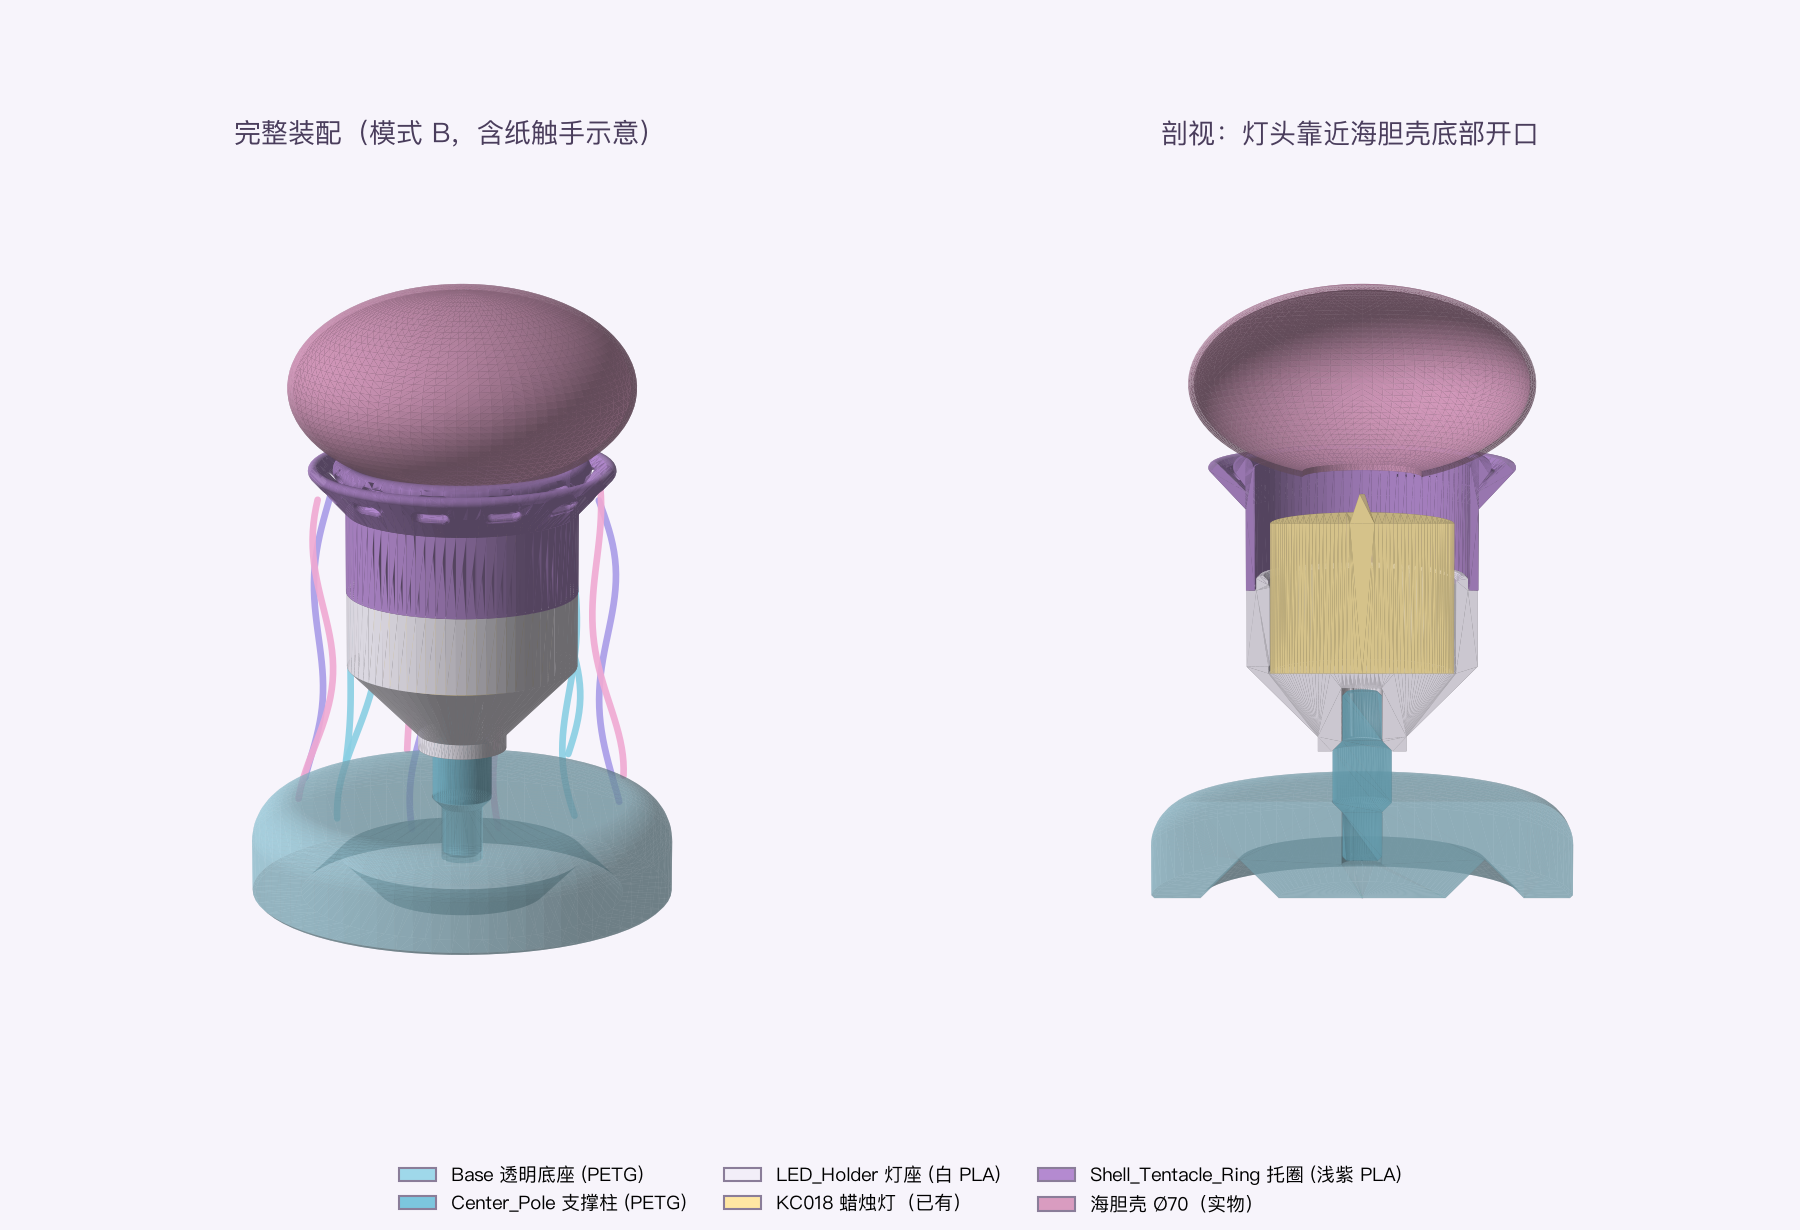 完整装配（模式 B，含纸触手示意）
剖视：灯头靠近海胆壳底部开口
Base 透明底座 (PETG)
LED_Holder 灯座 (白 PLA)
Shell_Tentacle_Ring 托圈 (浅紫 PLA)
Center_Pole 支撑柱 (PETG)
KC018 蜡烛灯（已有）
海胆壳 Ø70（实物）